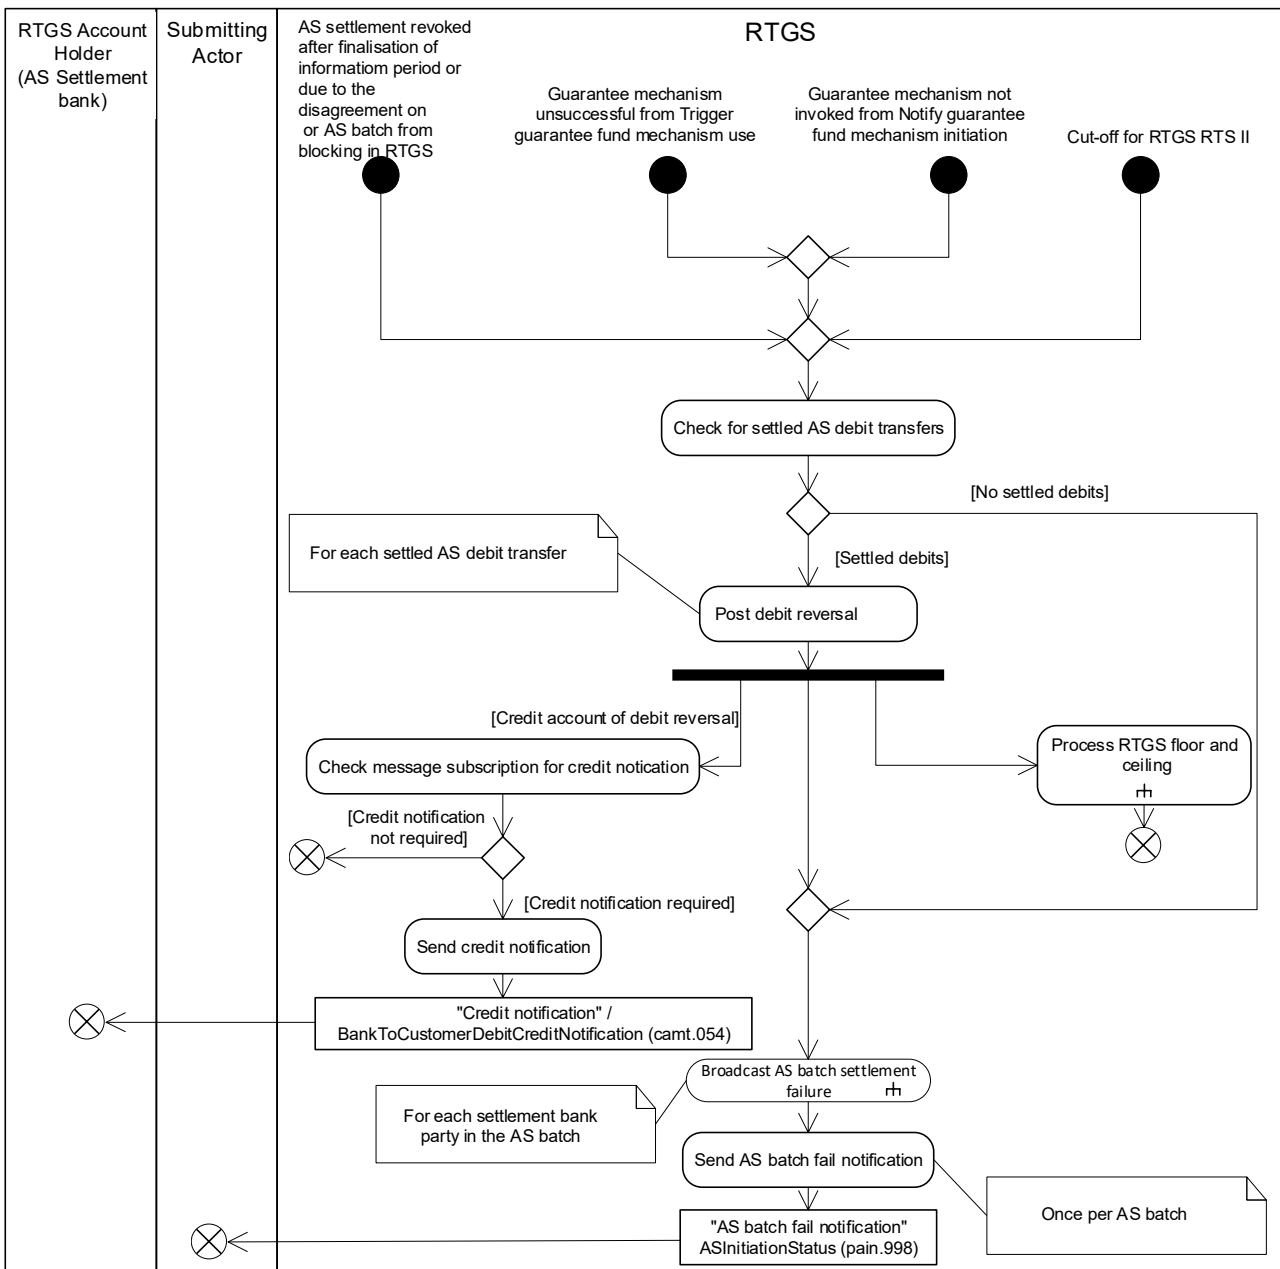 RTGS Account
Holder
(AS Settlement
bank)
Submitting
Actor
RTGS
AS settlement revoked
after finalisation of
informatiom period or
due to the
disagreement on
or AS batch from
blocking in RTGS
Guarantee mechanism
unsuccessful from Trigger
guarantee fund mechanism use
Guarantee mechanism not
invoked from Notify guarantee
fund mechanism initiation
Cut-off for RTGS RTS II
Check for settled AS debit transfers
[No settled debits]
For each settled AS debit transfer
[Settled debits]
Post debit reversal
[Credit account of debit reversal]
Check message subscription for credit notication
Process RTGS floor and
ceiling
[Credit notification
not required]
[Credit notification required]
Send credit notification
"Credit notification" /
BankToCustomerDebitCreditNotification (camt.054)
Broadcast AS batch settlement
failure
For each settlement bank
party in the AS batch
Send AS batch fail notification
Once per AS batch
"AS batch fail notification"
ASInitiationStatus (pain.998)